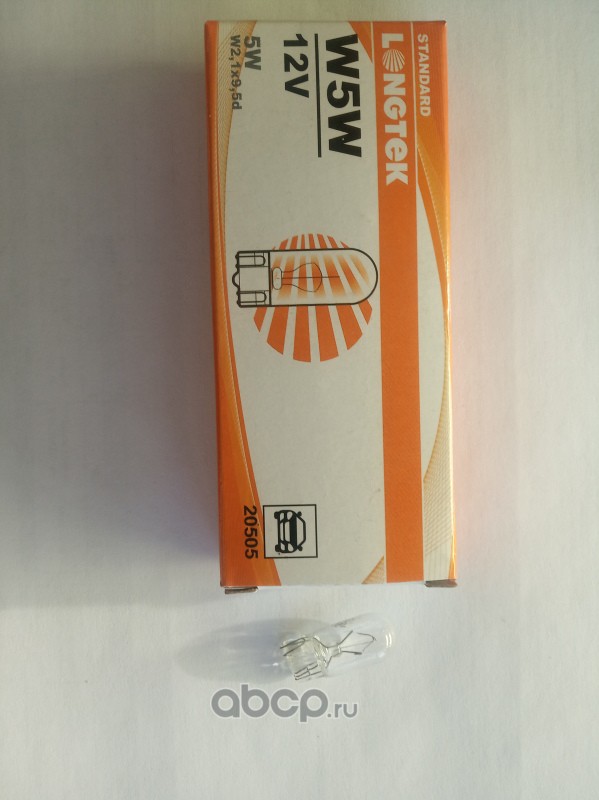 STANDARD
LONGTEK
W5W
12V
5W
W2,1x9,5d
20505
abcp.ru